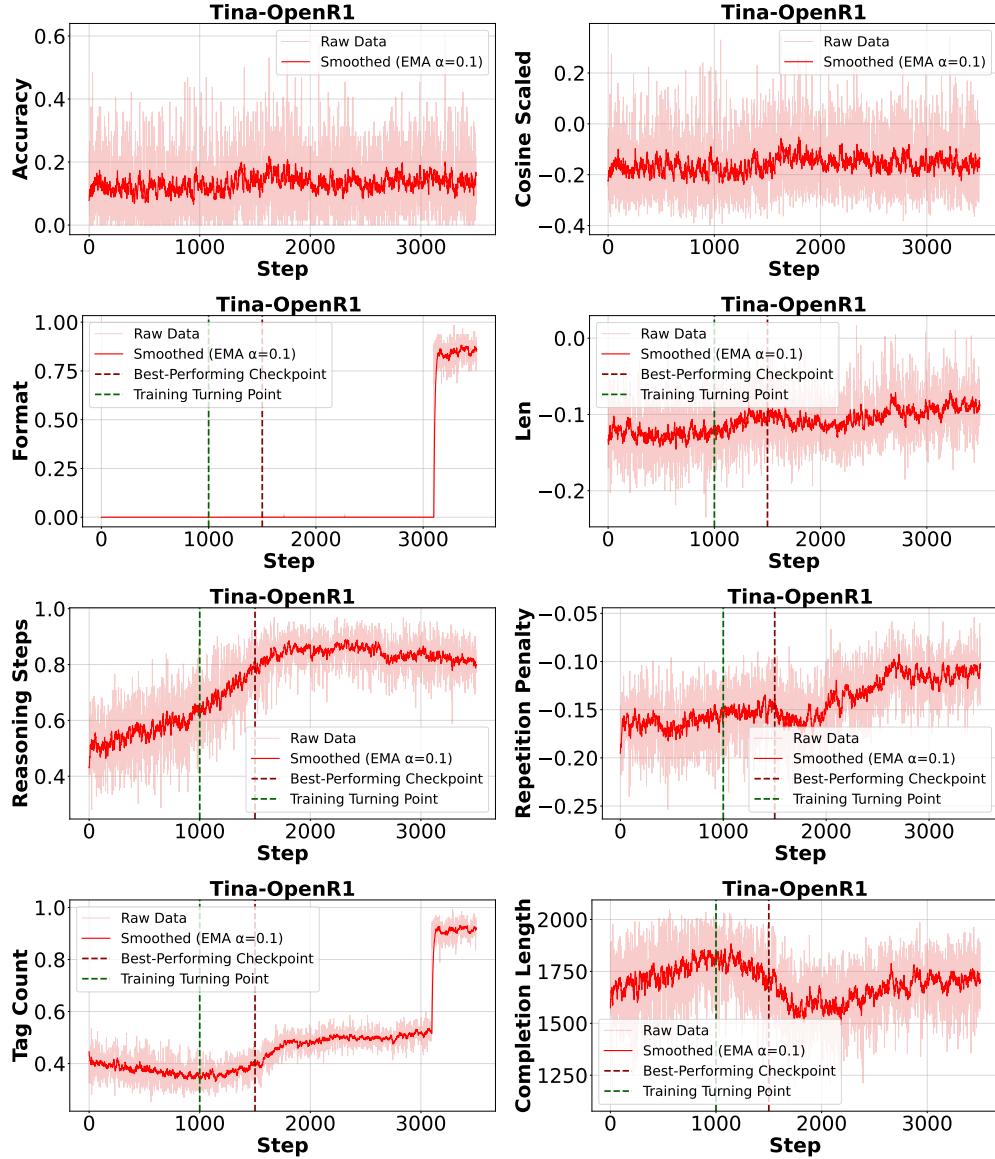 Tina-OpenR1
Accuracy
0.6
0.4
0.2
0.0
Raw Data
Smoothed (EMA α=0.1)
0 1000 2000 3000
Step
Tina-OpenR1
Cosine Scaled
0.2
0.0
−0.2
−0.4
Raw Data
Smoothed (EMA α=0.1)
0 1000 2000 3000
Step
Tina-OpenR1
Format
1.00
0.75
0.50
0.25
0.00
Raw Data
Smoothed (EMA α=0.1)
Best-Performing Checkpoint
Training Turning Point
0 1000 2000 3000
Step
Tina-OpenR1
Len
0.0
−0.1
−0.2
Raw Data
Smoothed (EMA α=0.1)
Best-Performing Checkpoint
Training Turning Point
0 1000 2000 3000
Step
Tina-OpenR1
Reasoning Steps
1.0
0.8
0.6
0.4
Raw Data
Smoothed (EMA α=0.1)
Best-Performing Checkpoint
Training Turning Point
0 1000 2000 3000
Step
Tina-OpenR1
Repetition Penalty
−0.05
−0.10
−0.15
−0.20
−0.25
Raw Data
Smoothed (EMA α=0.1)
Best-Performing Checkpoint
Training Turning Point
0 1000 2000 3000
Step
Tina-OpenR1
Tag Count
1.0
0.8
0.6
0.4
Raw Data
Smoothed (EMA α=0.1)
Best-Performing Checkpoint
Training Turning Point
0 1000 2000 3000
Step
Tina-OpenR1
Completion Length
2000
1750
1500
1250
Raw Data
Smoothed (EMA α=0.1)
Best-Performing Checkpoint
Training Turning Point
0 1000 2000 3000
Step